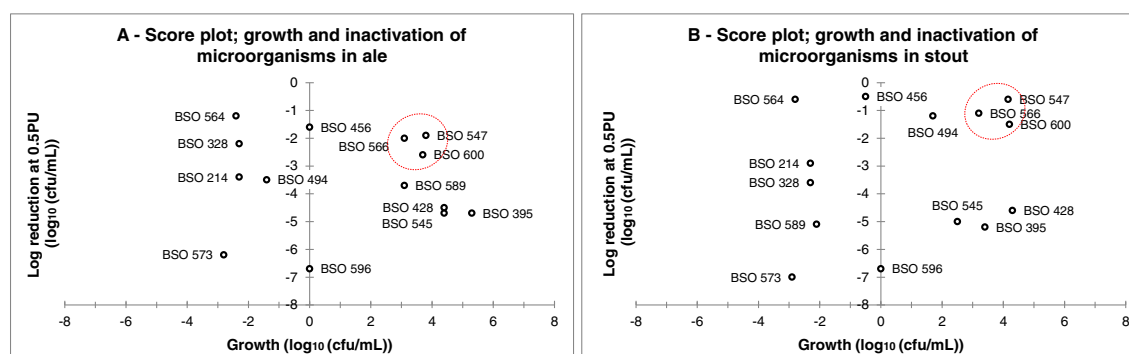 A - Score plot; growth and inactivation of
microorganisms in ale
Log reduction at 0.5PU
(log₁₀ (cfu/mL))
0
-1
-2
-3
-4
-5
-6
-7
-8
BSO 564
BSO 456
BSO 547
BSO 328
BSO 566
BSO 600
BSO 214
BSO 494
BSO 589
BSO 428
BSO 395
BSO 545
BSO 573
BSO 596
-8 -6 -4 -2 0 2 4 6 8
Growth (log₁₀ (cfu/mL))
B - Score plot; growth and inactivation of
microorganisms in stout
Log reduction at 0.5PU
(log₁₀ (cfu/mL))
0
-1
-2
-3
-4
-5
-6
-7
-8
BSO 564
BSO 456
BSO 547
BSO 566
BSO 494
BSO 600
BSO 214
BSO 328
BSO 545
BSO 428
BSO 589
BSO 395
BSO 596
BSO 573
-8 -6 -4 -2 0 2 4 6 8
Growth (log₁₀ (cfu/mL))